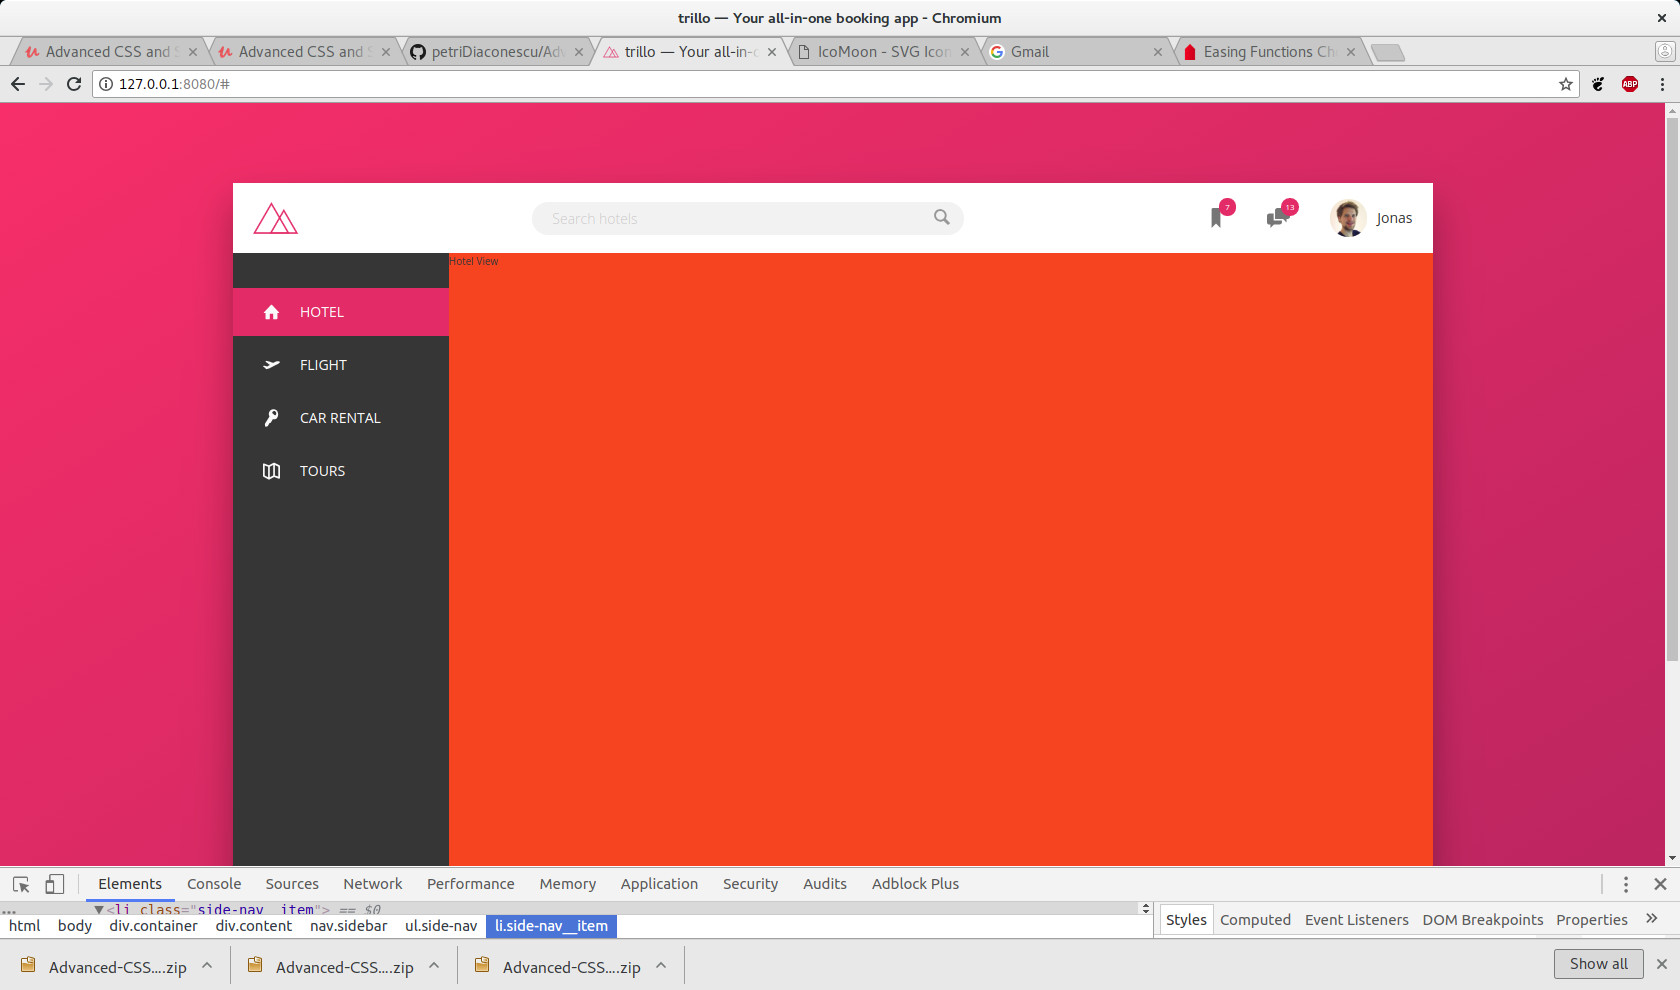 trillo — Your all-in-one booking app - Chromium
Advanced CSS and S
Advanced CSS and S
petriDiaconescu/Adv
trillo — Your all-in-o
IcoMoon - SVG Icon
Gmail
Easing Functions Ch
127.0.0.1:8080/#
ABP
Search hotels
7
13
Jonas
Hotel View
HOTEL
FLIGHT
CAR RENTAL
TOURS
Elements Console Sources Network Performance Memory Application Security Audits Adblock Plus
... ▼<li class="side-nav__item"> == $0
html body div.container div.content nav.sidebar ul.side-nav li.side-nav__item
Styles Computed Event Listeners DOM Breakpoints Properties »
Advanced-CSS....zip
Advanced-CSS....zip
Advanced-CSS....zip
Show all